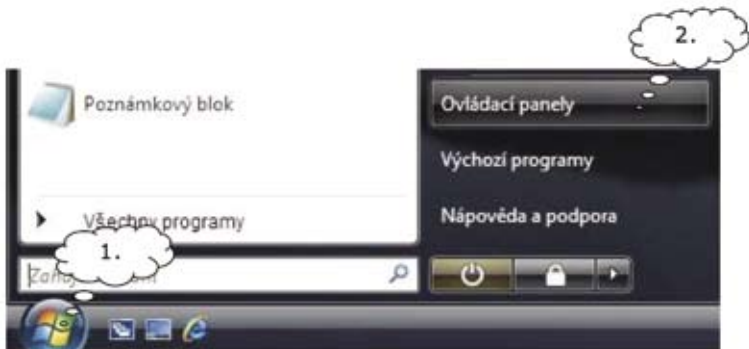 2.
Poznámkový blok
Ovládací panely
Výchozí programy
Všechny programy
Nápověda a podpora
1.